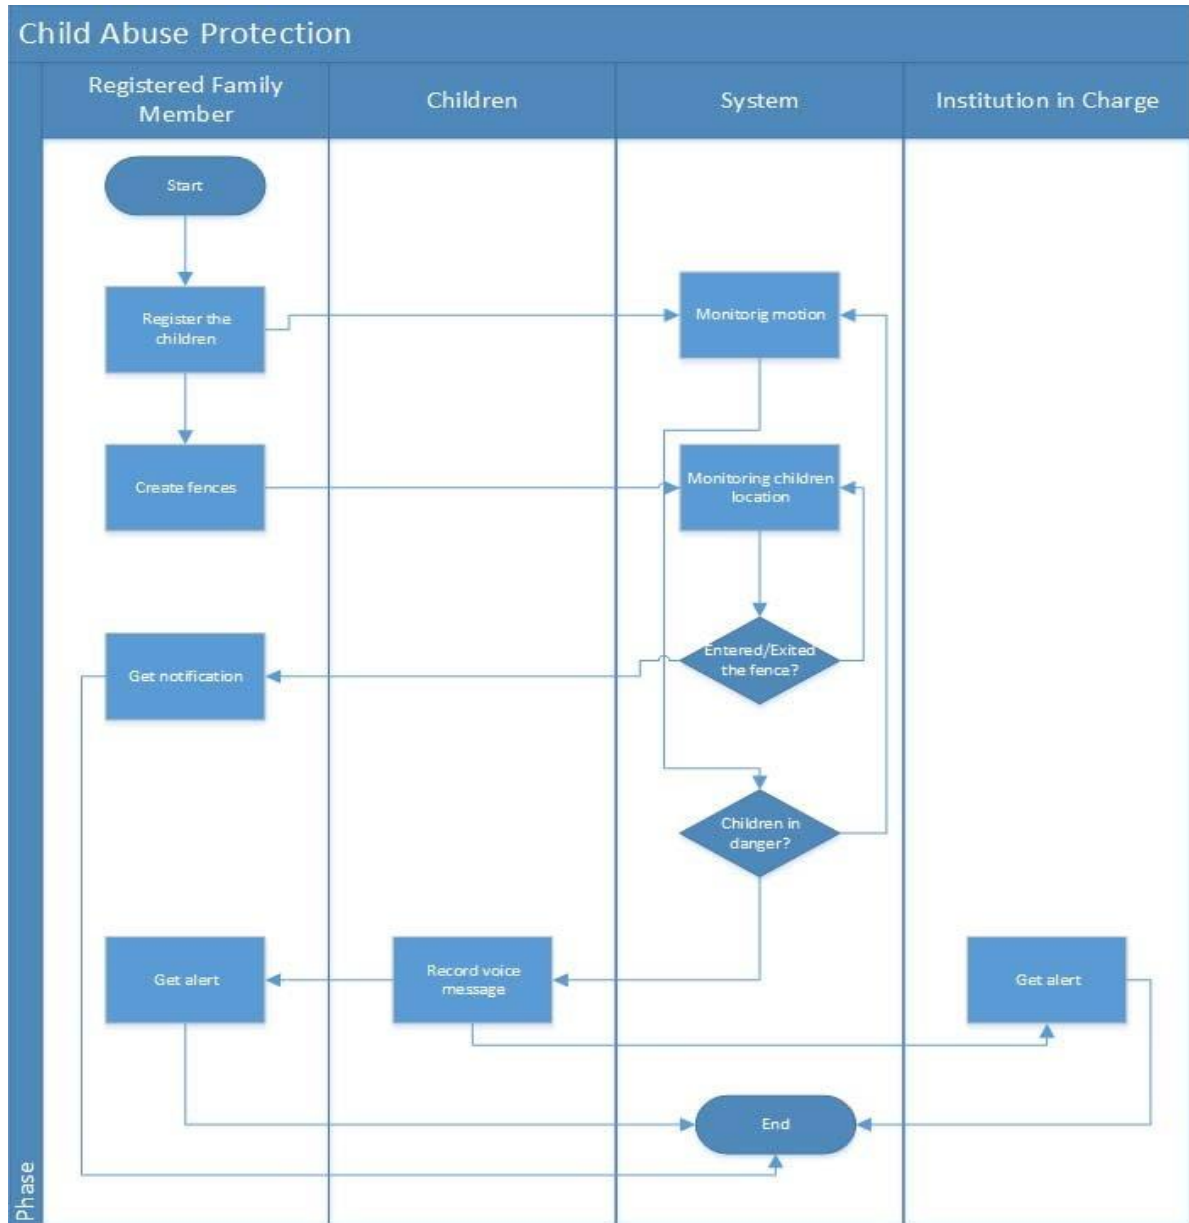 Child Abuse Protection
Registered Family
Member
Children
System
Institution in Charge
Start
Register the
children
Monitorig motion
Create fences
Monitoring children
location
Get notification
Entered/Exited
the fence?
Children in
danger?
Get alert
Record voice
message
Get alert
End
Phase